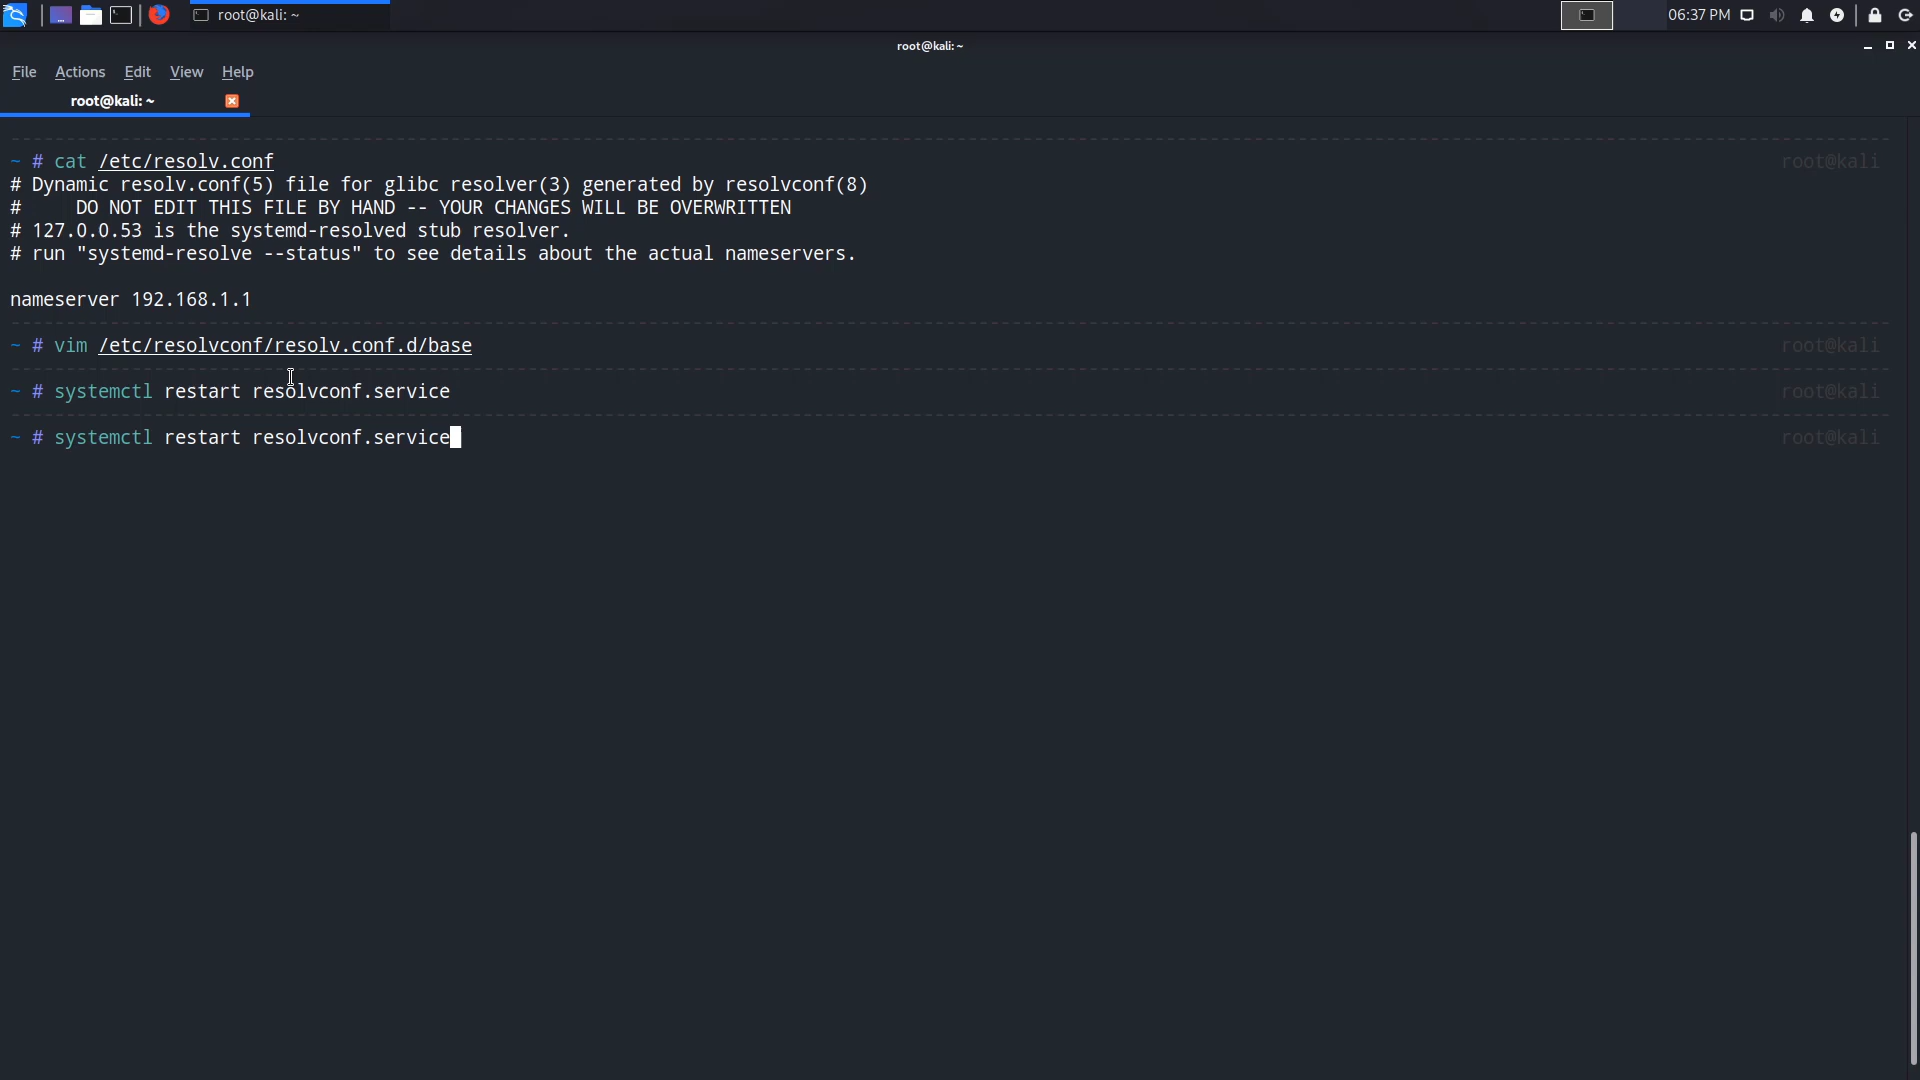 root@kali: ~
06:37 PM
root@kali: ~
File Actions Edit View Help
root@kali: ~
~ # cat /etc/resolv.conf root@kali
# Dynamic resolv.conf(5) file for glibc resolver(3) generated by resolvconf(8)
#     DO NOT EDIT THIS FILE BY HAND -- YOUR CHANGES WILL BE OVERWRITTEN
# 127.0.0.53 is the systemd-resolved stub resolver.
# run "systemd-resolve --status" to see details about the actual nameservers.
nameserver 192.168.1.1
~ # vim /etc/resolvconf/resolv.conf.d/base root@kali
~ # systemctl restart resolvconf.service root@kali
~ # systemctl restart resolvconf.service root@kali